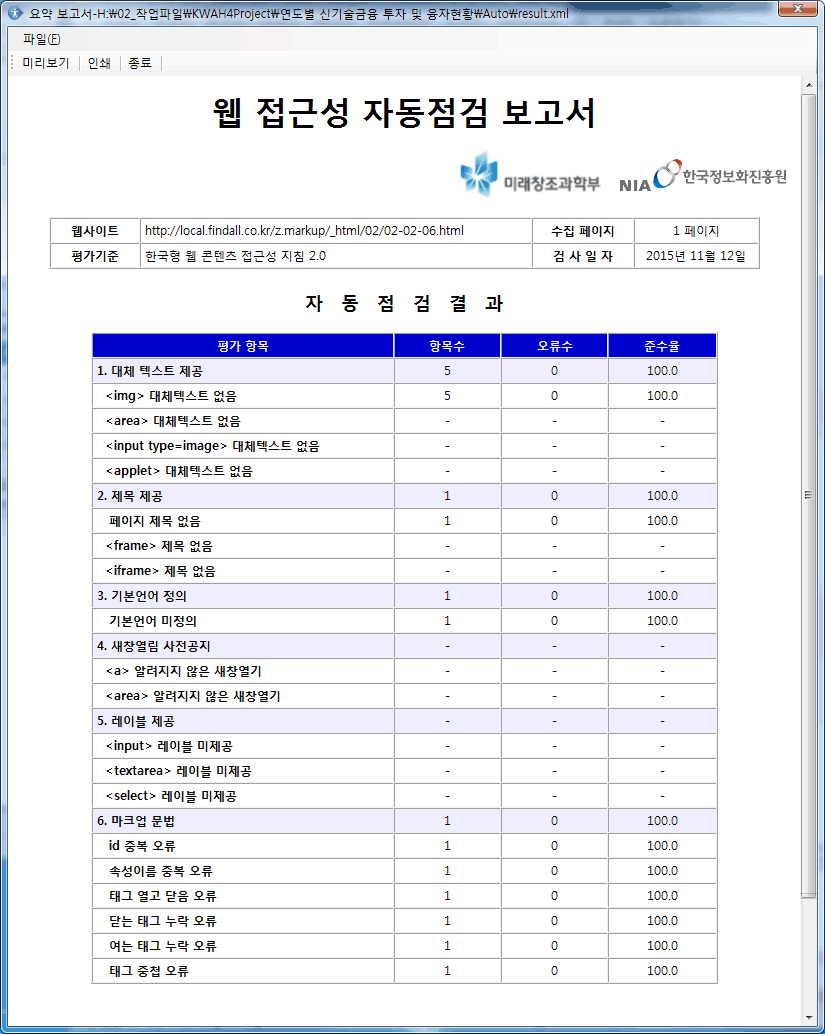 요약 보고서-H:₩02_작업파일₩KWAH4Project₩연도별 신기술금융 투자 및 융자현황₩Auto₩result.xml
파일(F)
미리보기 인쇄 종료
웹 접근성 자동점검 보고서
미래창조과학부 NIA 한국정보화진흥원
웹사이트 http://local.findall.co.kr/z.markup/_html/02/02-02-06.html 수집 페이지 1 페이지
평가기준 한국형 웹 콘텐츠 접근성 지침 2.0 검 사 일 자 2015년 11월 12일
자 동 점 검 결 과
평가 항목 항목수 오류수 준수율
1. 대체 텍스트 제공 5 0 100.0
<img> 대체텍스트 없음 5 0 100.0
<area> 대체텍스트 없음 - - -
<input type=image> 대체텍스트 없음 - - -
<applet> 대체텍스트 없음 - - -
2. 제목 제공 1 0 100.0
페이지 제목 없음 1 0 100.0
<frame> 제목 없음 - - -
<iframe> 제목 없음 - - -
3. 기본언어 정의 1 0 100.0
기본언어 미정의 1 0 100.0
4. 새창열림 사전공지 - - -
<a> 알려지지 않은 새창열기 - - -
<area> 알려지지 않은 새창열기 - - -
5. 레이블 제공 - - -
<input> 레이블 미제공 - - -
<textarea> 레이블 미제공 - - -
<select> 레이블 미제공 - - -
6. 마크업 문법 1 0 100.0
id 중복 오류 1 0 100.0
속성이름 중복 오류 1 0 100.0
태그 열고 닫음 오류 1 0 100.0
닫는 태그 누락 오류 1 0 100.0
여는 태그 누락 오류 1 0 100.0
태그 중첩 오류 1 0 100.0